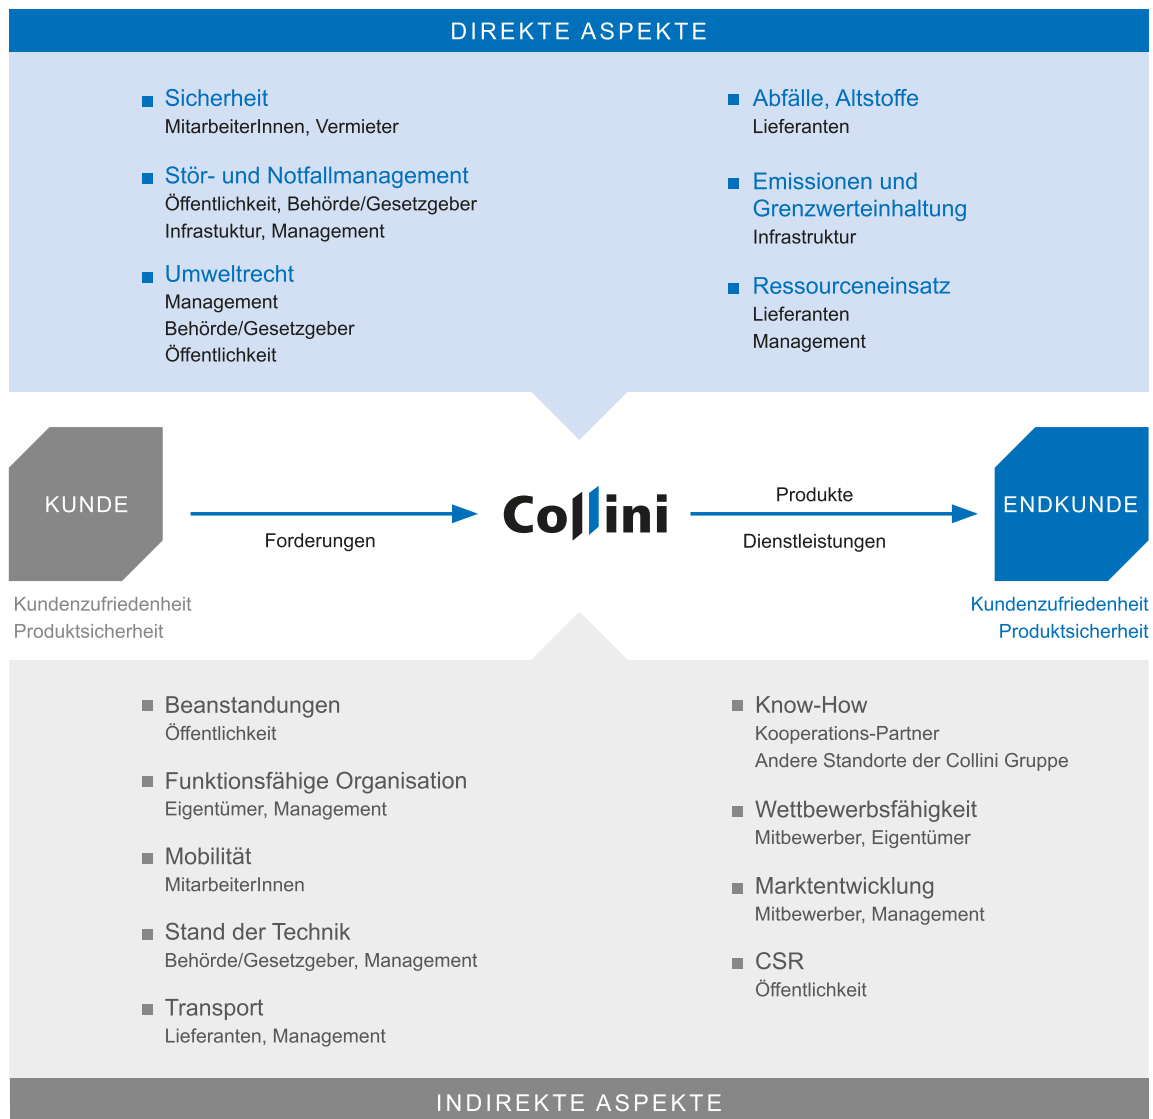 DIREKTE ASPEKTE
Sicherheit
MitarbeiterInnen, Vermieter
Stör- und Notfallmanagement
Öffentlichkeit, Behörde/Gesetzgeber
Infrastuktur, Management
Umweltrecht
Management
Behörde/Gesetzgeber
Öffentlichkeit
Abfälle, Altstoffe
Lieferanten
Emissionen und
Grenzwerteinhaltung
Infrastruktur
Ressourceneinsatz
Lieferanten
Management
KUNDE
Forderungen
Collini
Produkte
Dienstleistungen
ENDKUNDE
Kundenzufriedenheit
Produktsicherheit
Kundenzufriedenheit
Produktsicherheit
Beanstandungen
Öffentlichkeit
Funktionsfähige Organisation
Eigentümer, Management
Mobilität
MitarbeiterInnen
Stand der Technik
Behörde/Gesetzgeber, Management
Transport
Lieferanten, Management
Know-How
Kooperations-Partner
Andere Standorte der Collini Gruppe
Wettbewerbsfähigkeit
Mitbewerber, Eigentümer
Marktentwicklung
Mitbewerber, Management
CSR
Öffentlichkeit
INDIREKTE ASPEKTE